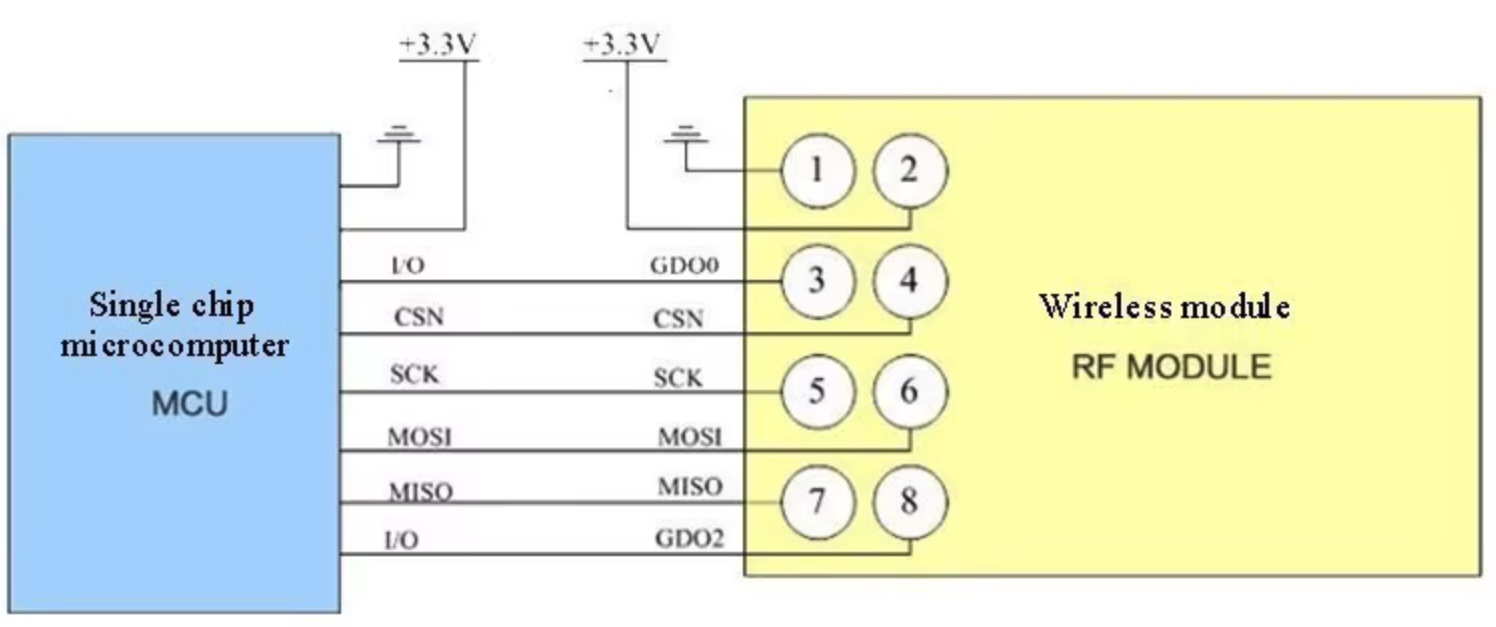 +3.3V
+3.3V
1
2
I/O
GDO0
3
4
CSN
CSN
Single chip
microcomputer
MCU
Wireless module
RF MODULE
SCK
SCK
5
6
MOSI
MOSI
MISO
MISO
7
8
I/O
GDO2